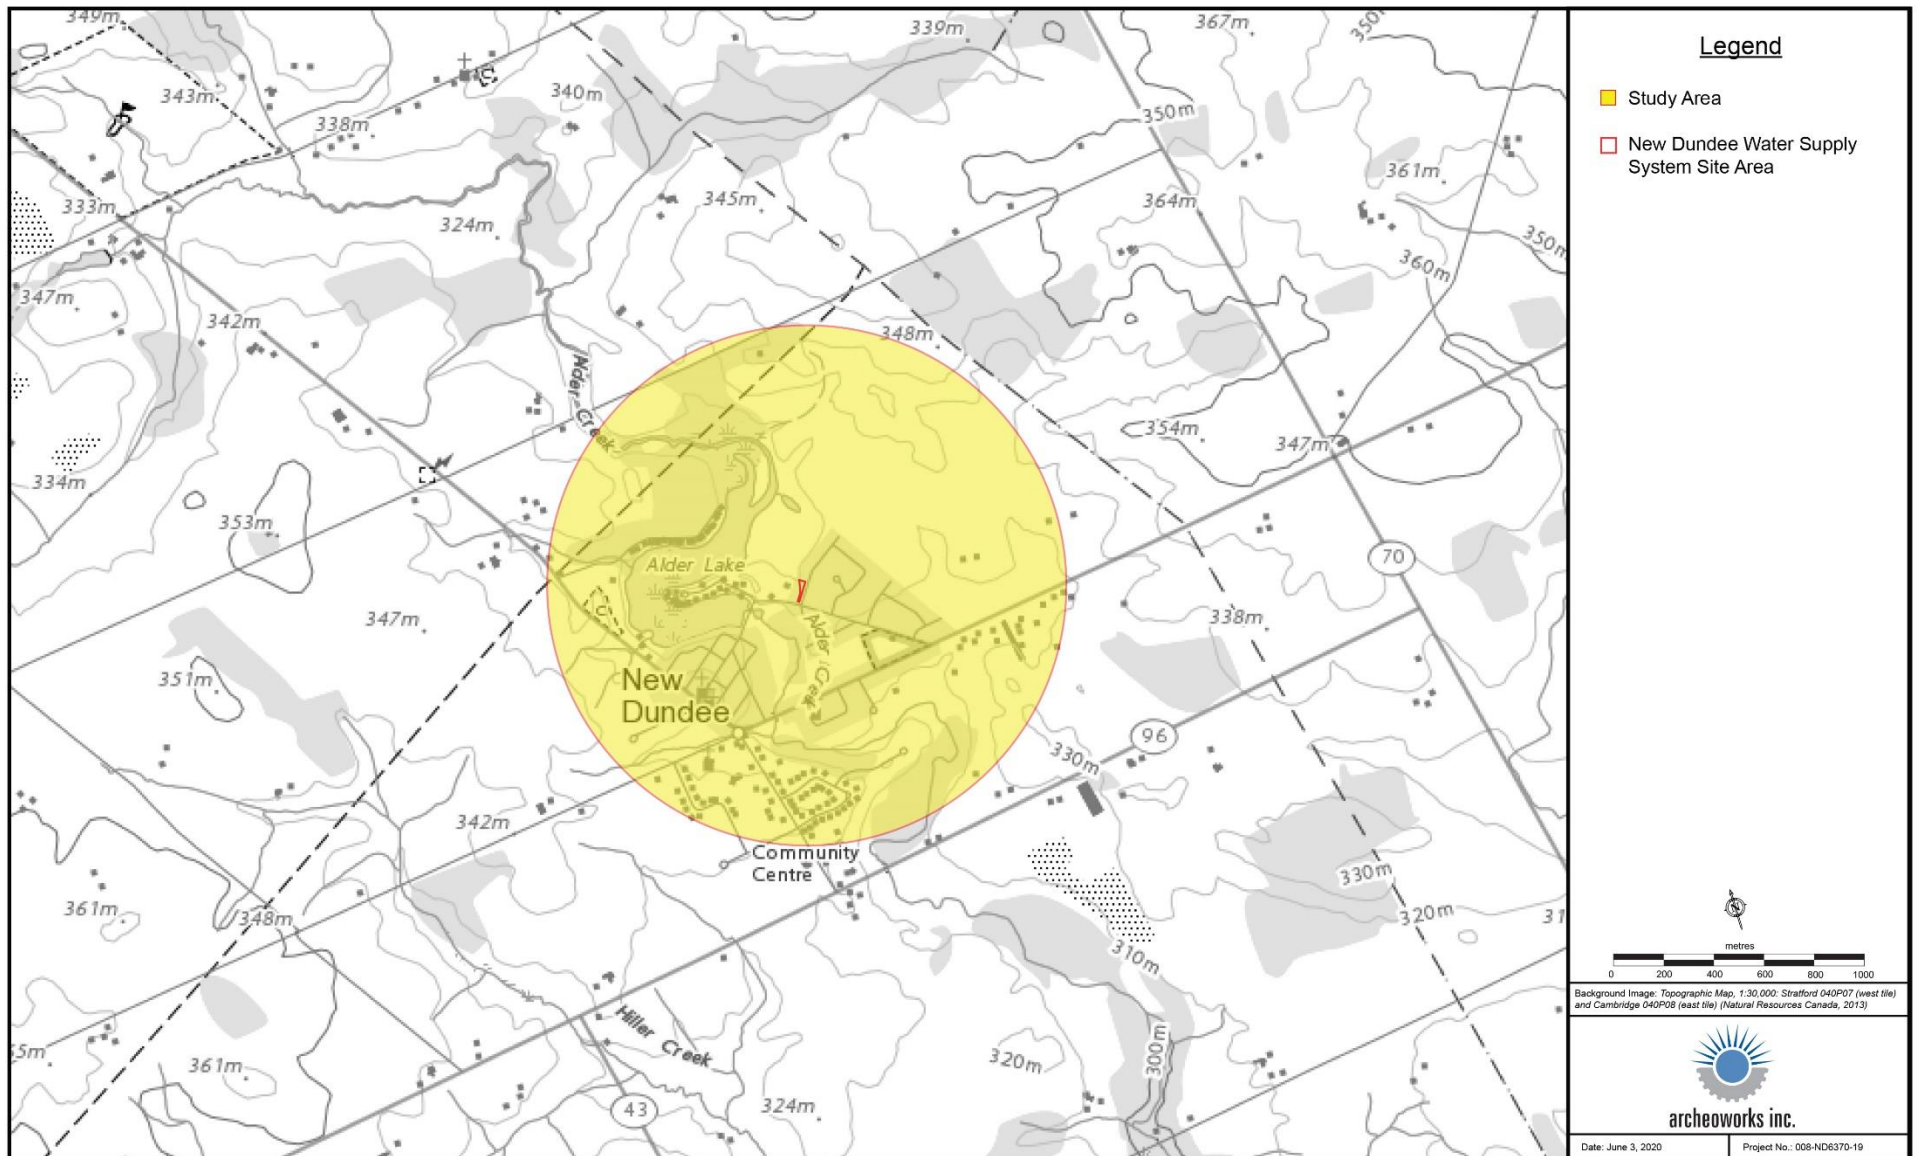 349m
339m
367m
350m
343m
340m
338m
350m
361m
333m
345m
364m
324m
350m
360m
347m
342m
348m
Alder Creek
354m
347m
334m
353m
70
Alder Lake
347m
338m
Alder Creek
351m
New
Dundee
96
330m
342m
Community
Centre
330m
361m
348m
320m
31
310m
Hiller Creek
300m
5m
361m
320m
324m
43
Legend
Study Area
New Dundee Water Supply
System Site Area
N
metres
0 200 400 600 800 1000
Background Image: Topographic Map, 1:30,000: Stratford 040P07 (west tile)
and Cambridge 040P08 (east tile) (Natural Resources Canada, 2013)
archeoworks inc.
Date: June 3, 2020
Project No.: 008-ND6370-19